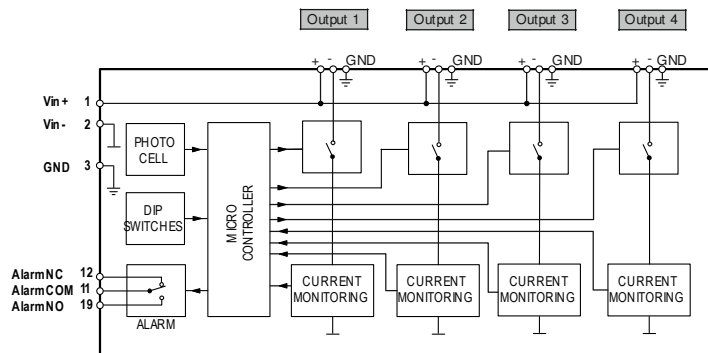 Output 1
Output 2
Output 3
Output 4
+ - GND
+ - GND
+ - GND
+ - GND
Vin+ 1
Vin- 2
GND 3
PHOTO
CELL
DIP
SWITCHES
MICRO
CONTROLLER
AlarmNC 12
AlarmCOM 11
AlarmNO 19
ALARM
CURRENT
MONITORING
CURRENT
MONITORING
CURRENT
MONITORING
CURRENT
MONITORING